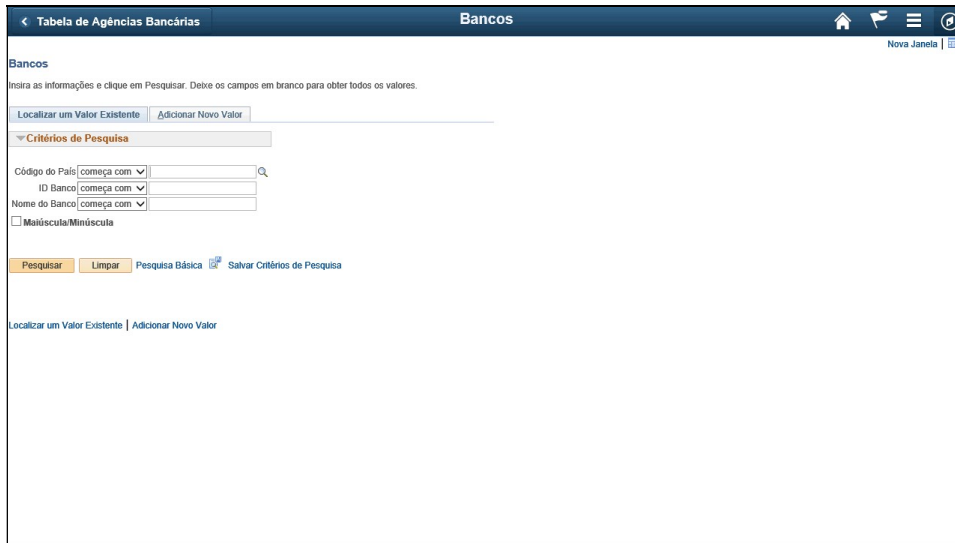 Tabela de Agências Bancárias
Bancos
Nova Janela |
Bancos
Insira as informações e clique em Pesquisar. Deixe os campos em branco para obter todos os valores.
Localizar um Valor Existente Adicionar Novo Valor
Critérios de Pesquisa
Código do País começa com
ID Banco começa com
Nome do Banco começa com
Maiúscula/Minúscula
Pesquisar Limpar Pesquisa Básica Salvar Critérios de Pesquisa
Localizar um Valor Existente | Adicionar Novo Valor